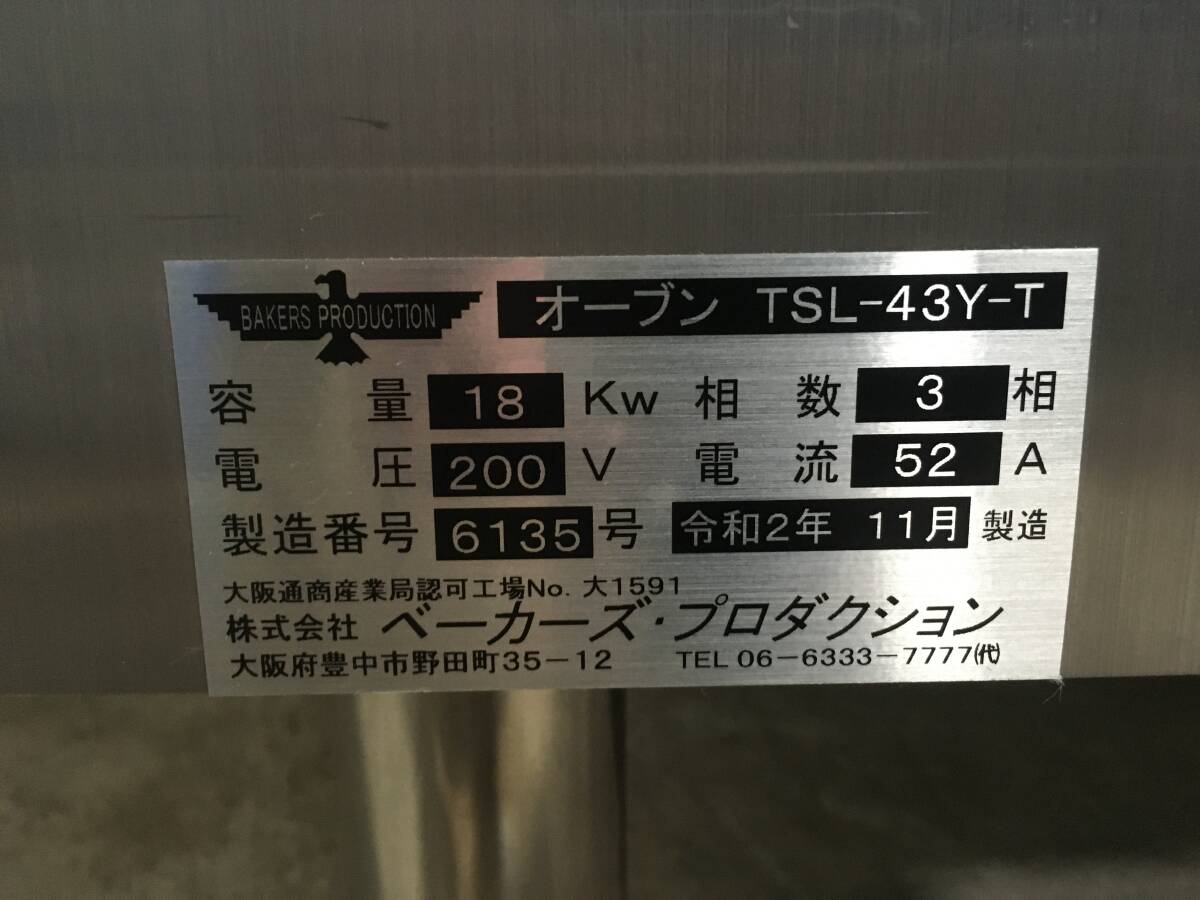 BAKERS PRODUCTION オーブン TSL-43Y-T
容量 18 Kw 相数 3 相
電圧 200 V 電流 52 A
製造番号 6135 号 令和2年 11月 製造
大阪通商産業局認可工場No. 大1591
株式会社 ベーカーズ・プロダクション
大阪府豊中市野田町35-12 TEL 06-6333-7777(代)